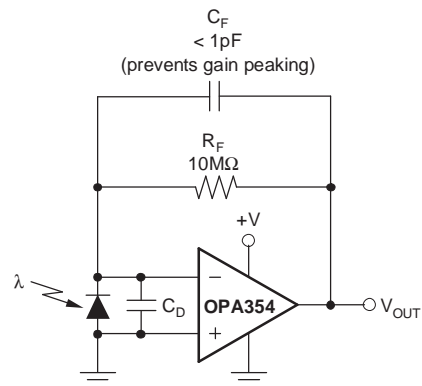 C_F
< 1pF
(prevents gain peaking)
R_F
10MΩ
+V
λ
−
C_D
OPA354
+
V_OUT